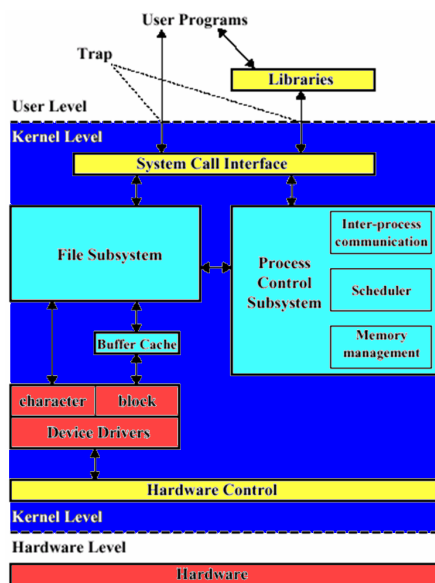 User Programs
Trap
Libraries
User Level
Kernel Level
System Call Interface
File Subsystem
Process
Control
Subsystem
Inter-process
communication
Scheduler
Memory
management
Buffer Cache
character
block
Device Drivers
Hardware Control
Kernel Level
Hardware Level
Hardware